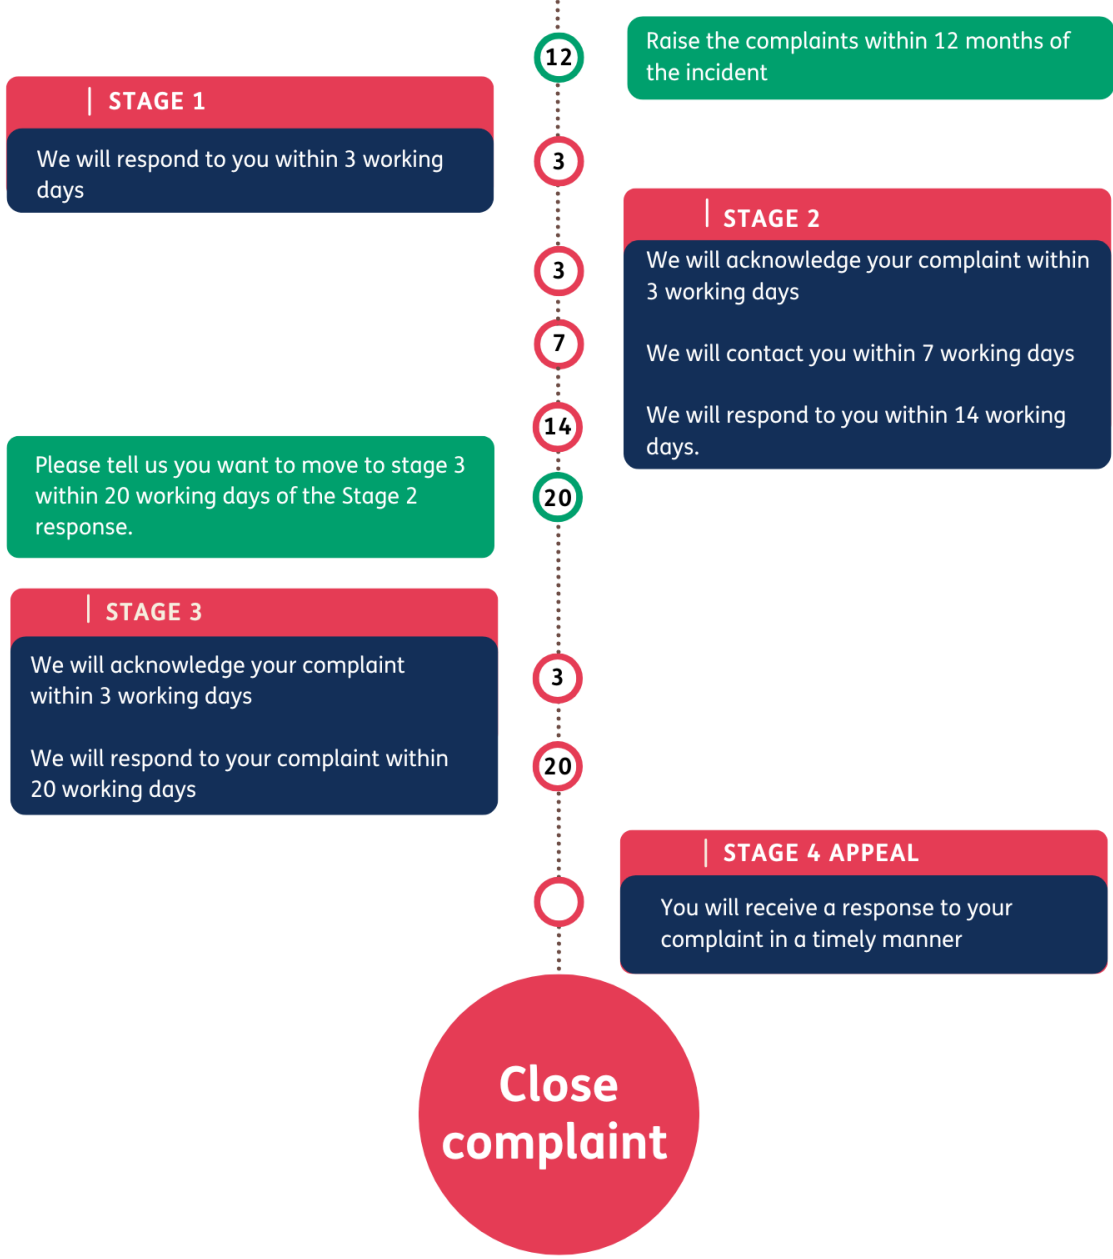 12
Raise the complaints within 12 months of
the incident
STAGE 1
We will respond to you within 3 working
days
3
STAGE 2
We will acknowledge your complaint within
3 working days
We will contact you within 7 working days
We will respond to you within 14 working
days.
3
7
14
Please tell us you want to move to stage 3
within 20 working days of the Stage 2
response.
20
STAGE 3
We will acknowledge your complaint
within 3 working days
We will respond to your complaint within
20 working days
3
20
STAGE 4 APPEAL
You will receive a response to your
complaint in a timely manner
Close
complaint